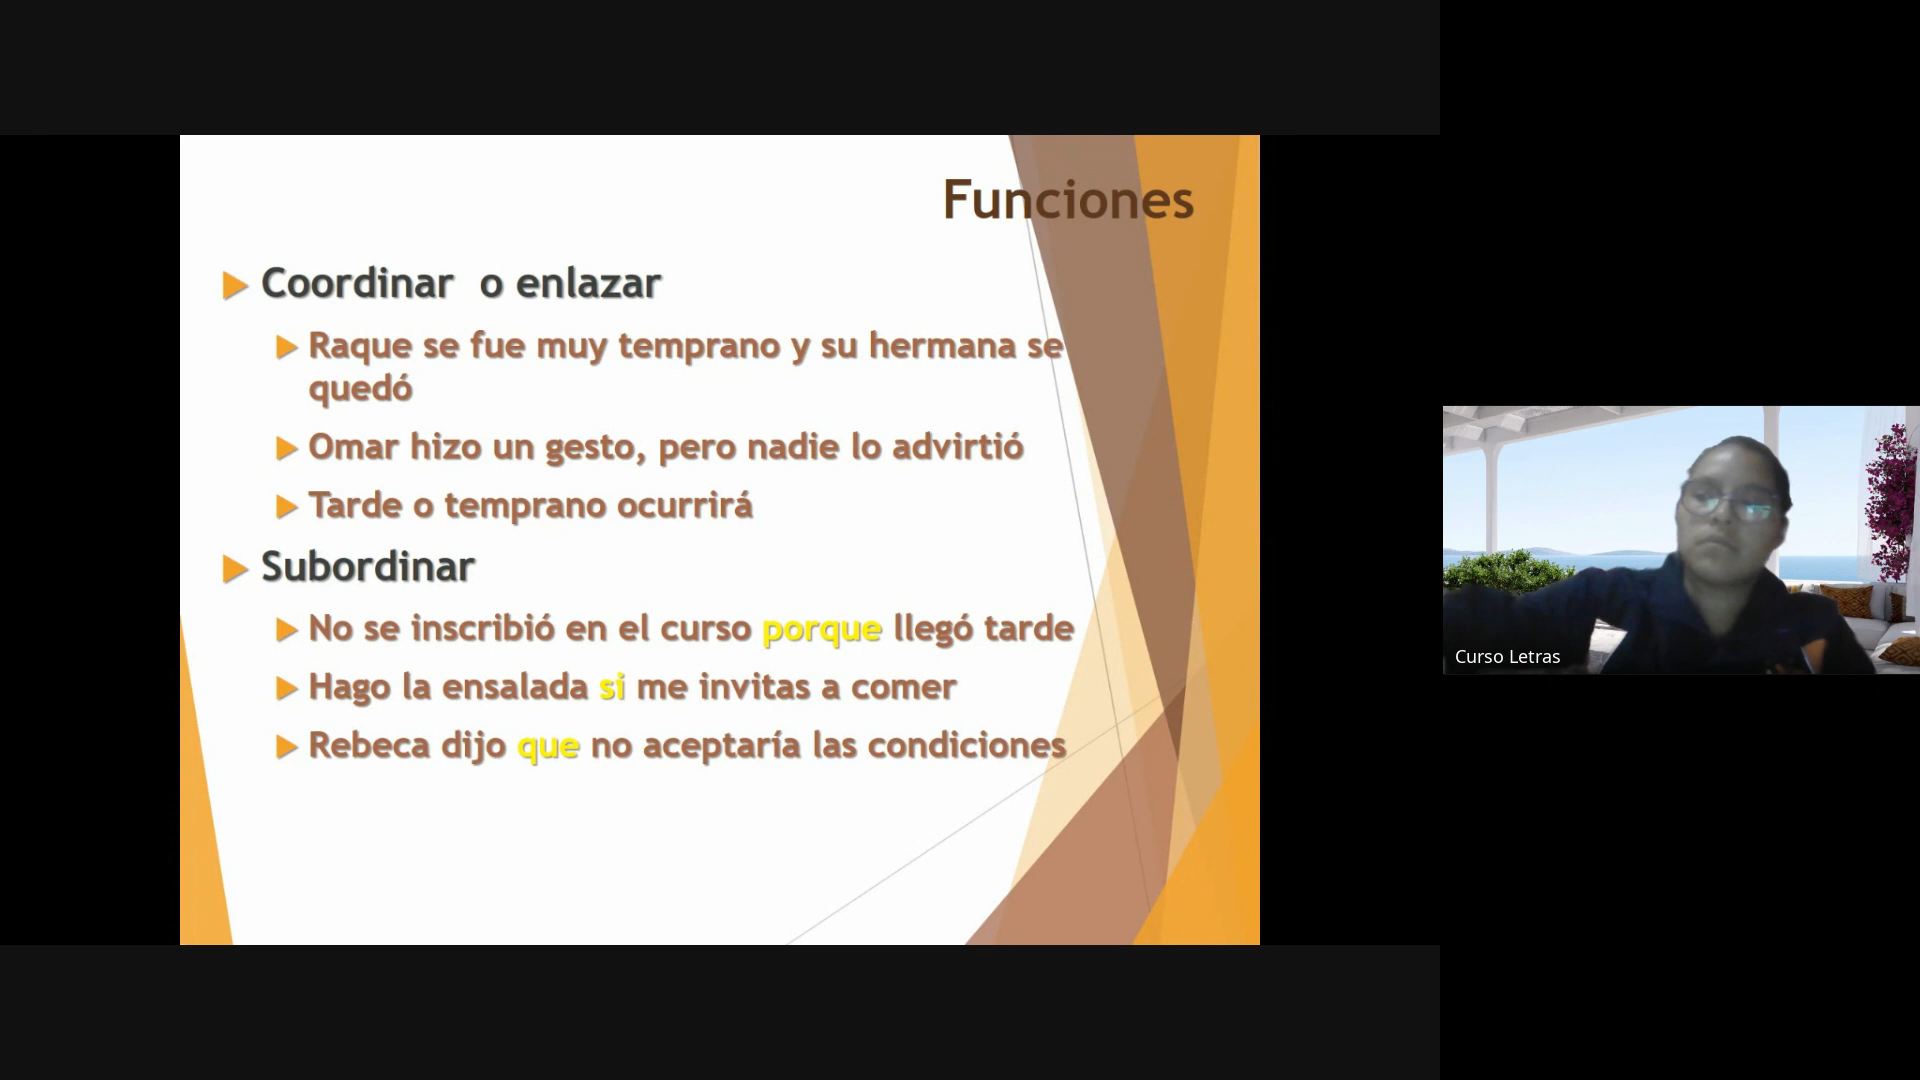 Funciones
Coordinar o enlazar
Raque se fue muy temprano y su hermana se
quedó
Omar hizo un gesto, pero nadie lo advirtió
Tarde o temprano ocurrirá
Subordinar
No se inscribió en el curso porque llegó tarde
Hago la ensalada si me invitas a comer
Rebeca dijo que no aceptaría las condiciones
Curso Letras